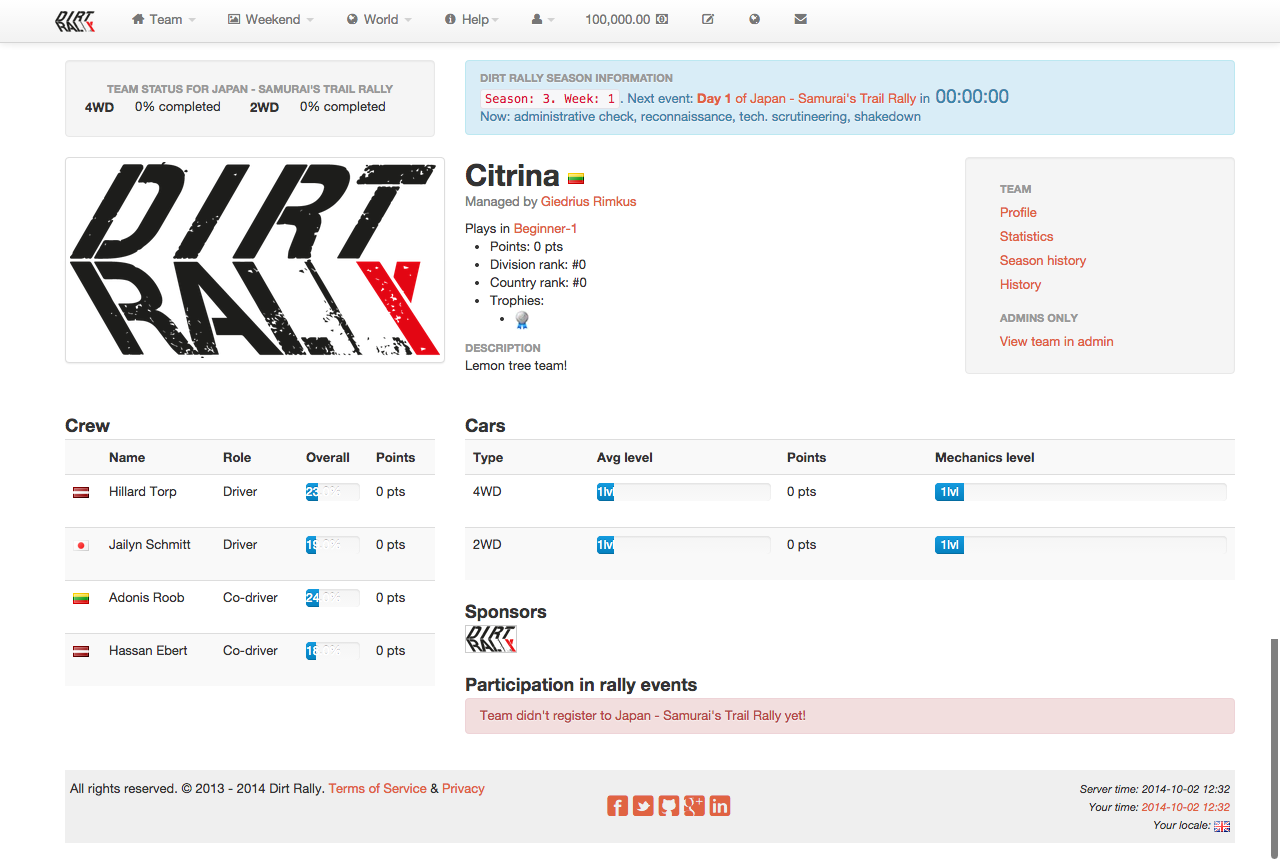 DIRT RALLY
Team
Weekend
World
Help
100,000.00
TEAM STATUS FOR JAPAN - SAMURAI'S TRAIL RALLY
4WD 0% completed 2WD 0% completed
DIRT RALLY SEASON INFORMATION
Season: 3. Week: 1. Next event: Day 1 of Japan - Samurai's Trail Rally in 00:00:00
Now: administrative check, reconnaissance, tech. scrutineering, shakedown
DIRT
RALLY
Citrina
Managed by Giedrius Rimkus
Plays in Beginner-1
Points: 0 pts
Division rank: #0
Country rank: #0
Trophies:
DESCRIPTION
Lemon tree team!
TEAM
Profile
Statistics
Season history
History
ADMINS ONLY
View team in admin
Crew
Name Role Overall Points
Hillard Torp Driver 23 0 pts
Jailyn Schmitt Driver 0 pts
Adonis Roob Co-driver 24 0 pts
Hassan Ebert Co-driver 0 pts
Cars
Type Avg level Points Mechanics level
4WD 1lvl 0 pts 1lvl
2WD 1lvl 0 pts 1lvl
Sponsors
DIRT
RALLY
Participation in rally events
Team didn't register to Japan - Samurai's Trail Rally yet!
All rights reserved. © 2013 - 2014 Dirt Rally. Terms of Service & Privacy
Server time: 2014-10-02 12:32
Your time: 2014-10-02 12:32
Your locale: